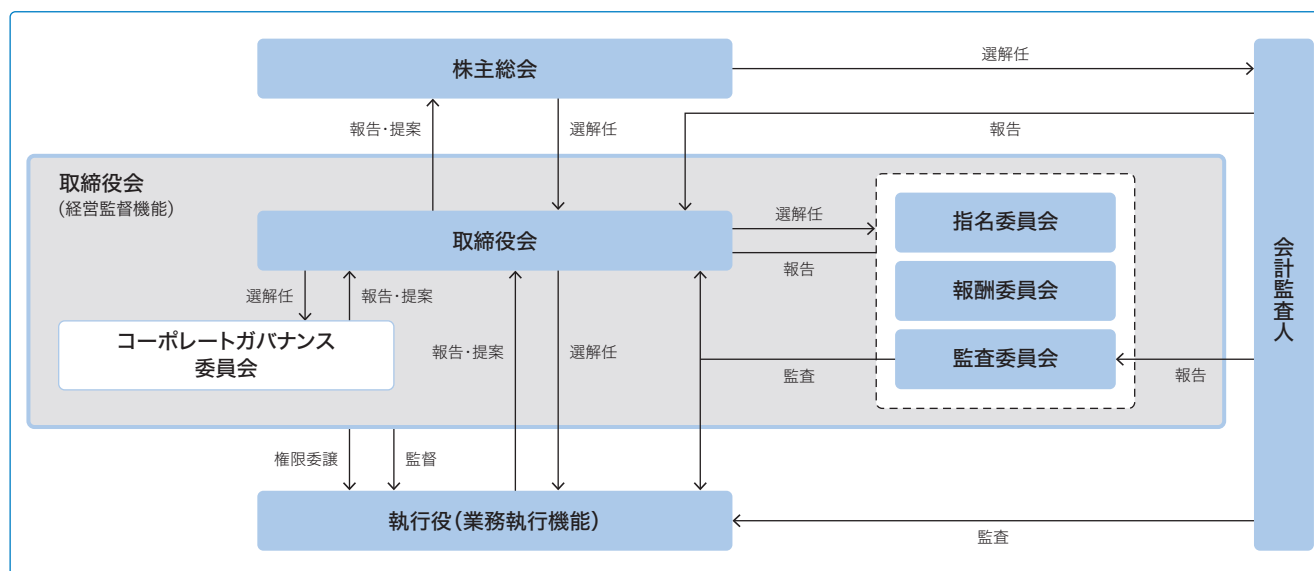 株主総会
選解任
報告・提案
選解任
報告
取締役会
(経営監督機能)
取締役会
選解任
報告
指名委員会
報酬委員会
監査委員会
選解任
報告・提案
コーポレートガバナンス
委員会
報告・提案
選解任
監査
報告
会計監査人
権限委譲
監督
執行役(業務執行機能)
監査